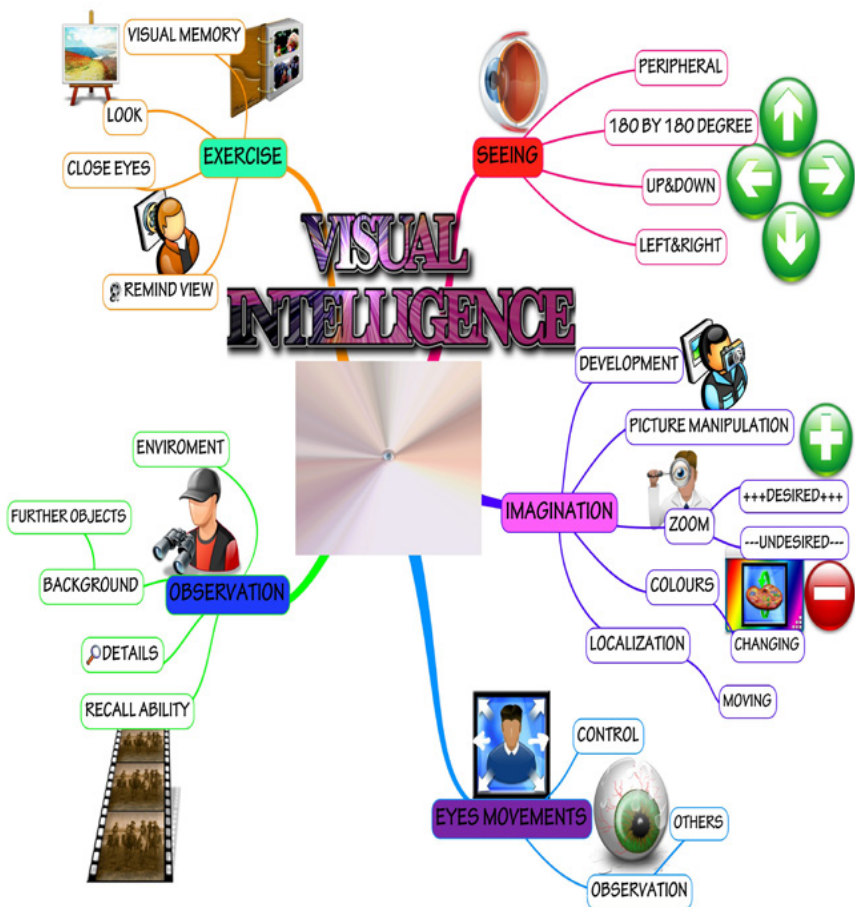 VISUAL
INTELLIGENCE
EXERCISE
VISUAL MEMORY
LOOK
CLOSE EYES
REMIND VIEW
SEEING
PERIPHERAL
180 BY 180 DEGREE
UP&DOWN
LEFT&RIGHT
IMAGINATION
DEVELOPMENT
PICTURE MANIPULATION
ZOOM
+++DESIRED+++
---UNDESIRED---
COLOURS
CHANGING
LOCALIZATION
MOVING
EYES MOVEMENTS
CONTROL
OBSERVATION
OTHERS
OBSERVATION
ENVIROMENT
BACKGROUND
FURTHER OBJECTS
DETAILS
RECALL ABILITY